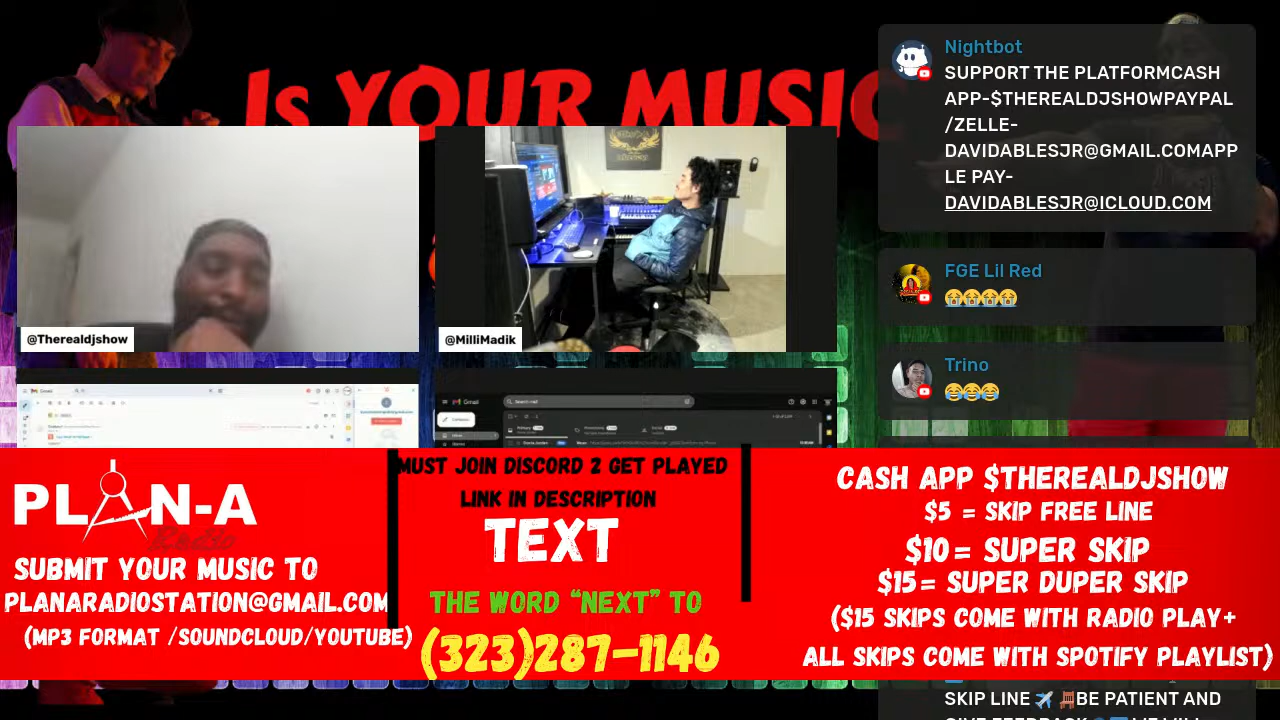 Is YOUR MUSIC
@Therealdjshow
@MilliMadik
Gmail
Gmail
Search mail
Nightbot
SUPPORT THE PLATFORMCASH
APP-$THEREALDJSHOWPAYPAL
/ZELLE-
DAVIDABLESJR@GMAIL.COMAPP
LE PAY-
DAVIDABLESJR@ICLOUD.COM
FGE Lil Red
😭😭😭😭
Trino
😂😂😂
PLAN-A
Radio
SUBMIT YOUR MUSIC TO
PLANARADIOSTATION@GMAIL.COM
(MP3 FORMAT /SOUNDCLOUD/YOUTUBE)
MUST JOIN DISCORD 2 GET PLAYED
LINK IN DESCRIPTION
TEXT
THE WORD “NEXT” TO
(323)287-1146
CASH APP $THEREALDJSHOW
$5 = SKIP FREE LINE
$10= SUPER SKIP
$15= SUPER DUPER SKIP
($15 SKIPS COME WITH RADIO PLAY+
ALL SKIPS COME WITH SPOTIFY PLAYLIST)
SKIP LINE ✈️ 🪑BE PATIENT AND